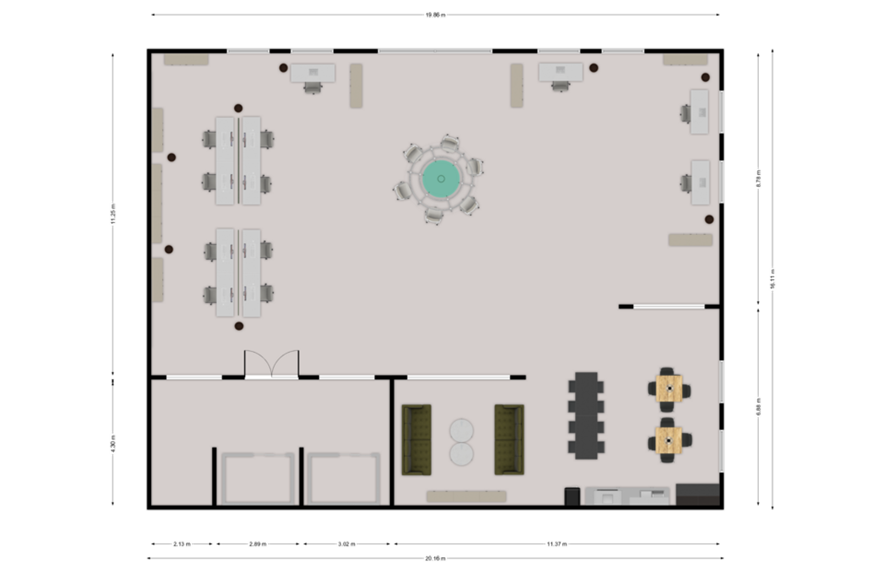 19.86 m
11.25 m
8.79 m
16.11 m
4.30 m
6.88 m
2.13 m
2.89 m
3.02 m
11.37 m
20.16 m